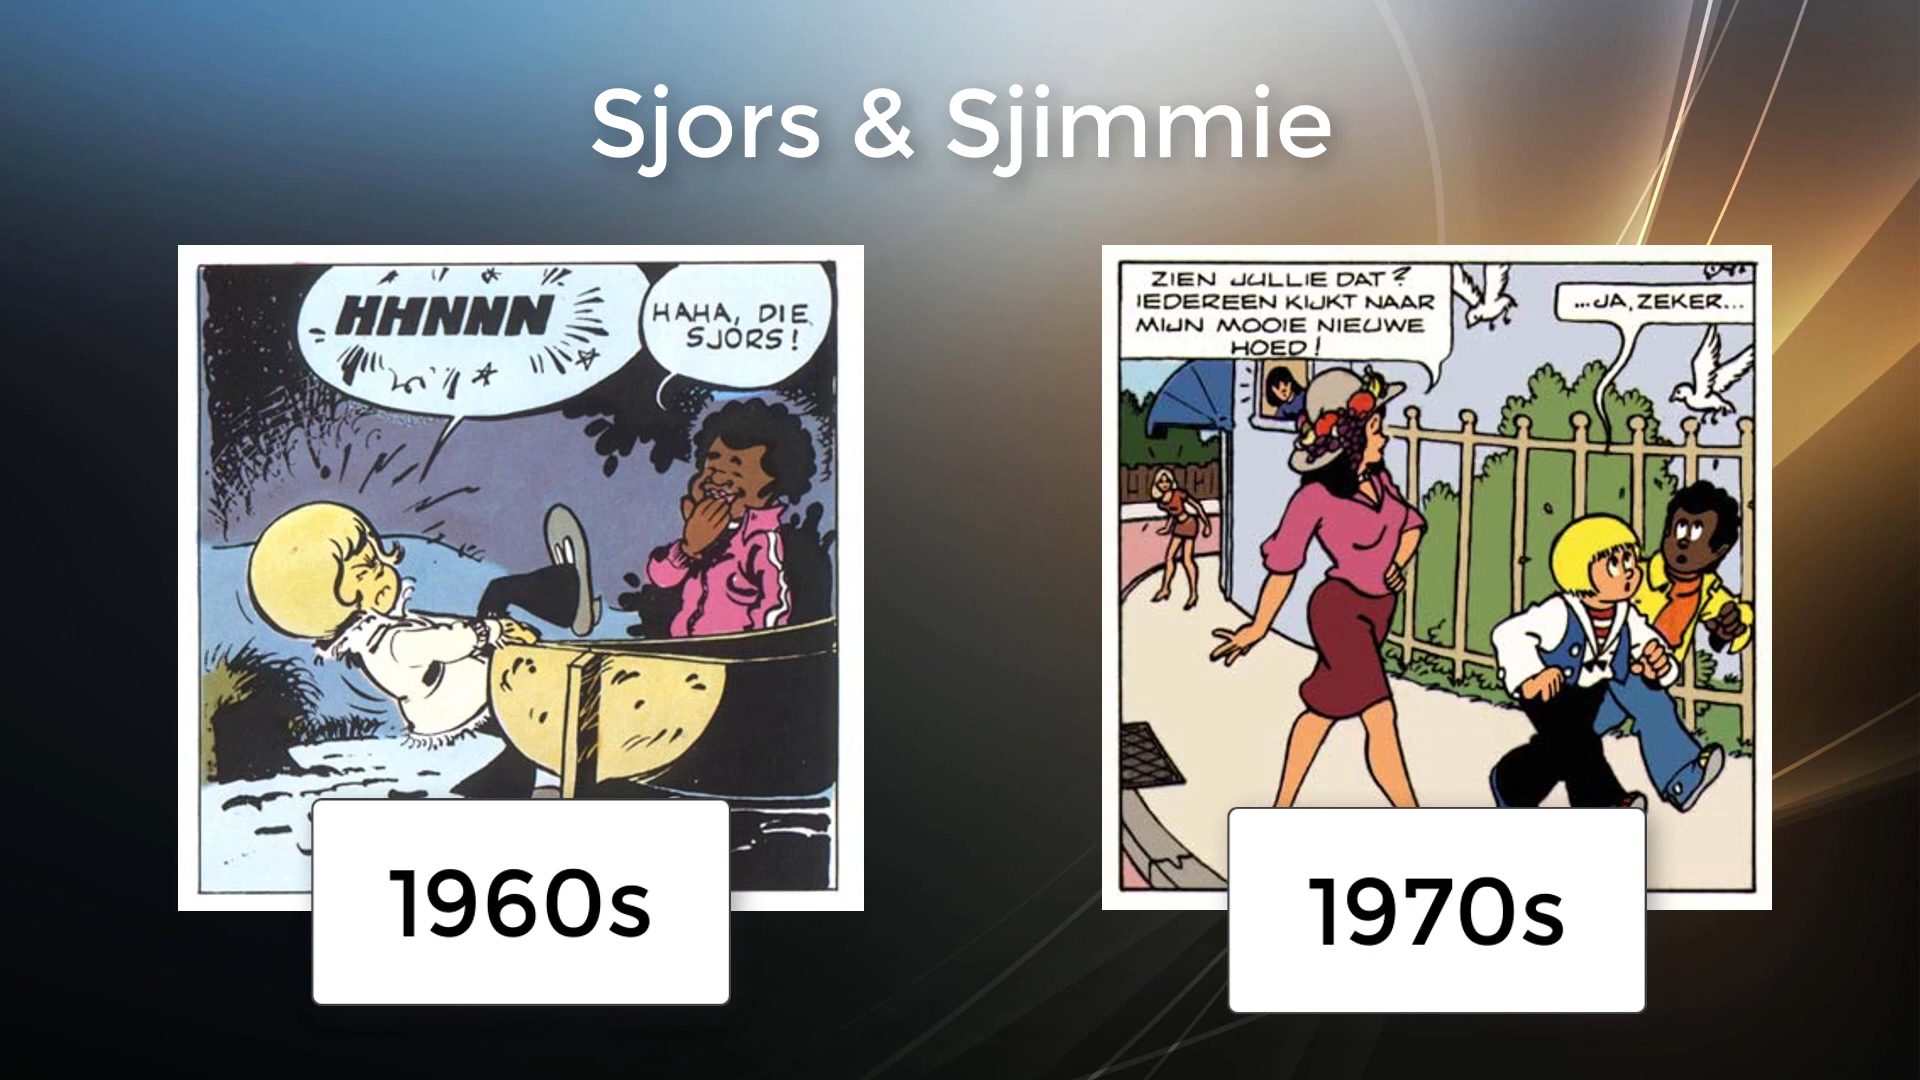 Sjors & Sjimmie
HHNNN
HAHA, DIE
SJORS!
1960s
ZIEN JULLIE DAT?
IEDEREEN KIJKT NAAR
MIJN MOOIE NIEUWE
HOED!
...JA, ZEKER...
1970s